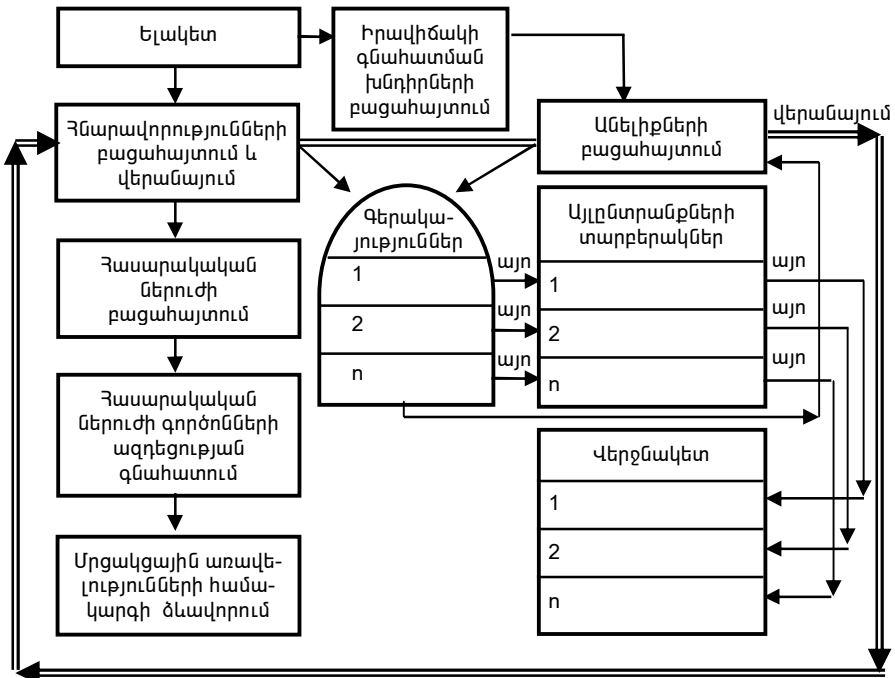 Ելակետ
Իրավիճակի
գնահատման
խնդիրների
բացահայտում
Հնարավորությունների
բացահայտում և
վերանայում
Անելիքների
բացահայտում
վերանայում
Գերակա-
յություններ
1
2
n
այո
այո
այո
Այլընտրանքների
տարբերակներ
1
2
n
այո
այո
այո
Հասարակական
ներուժի
բացահայտում
Հասարակական
ներուժի գործոնների
ազդեցության
գնահատում
Մրցակցային առավե-
լությունների համա-
կարգի ձևավորում
Վերջնակետ
1
2
n